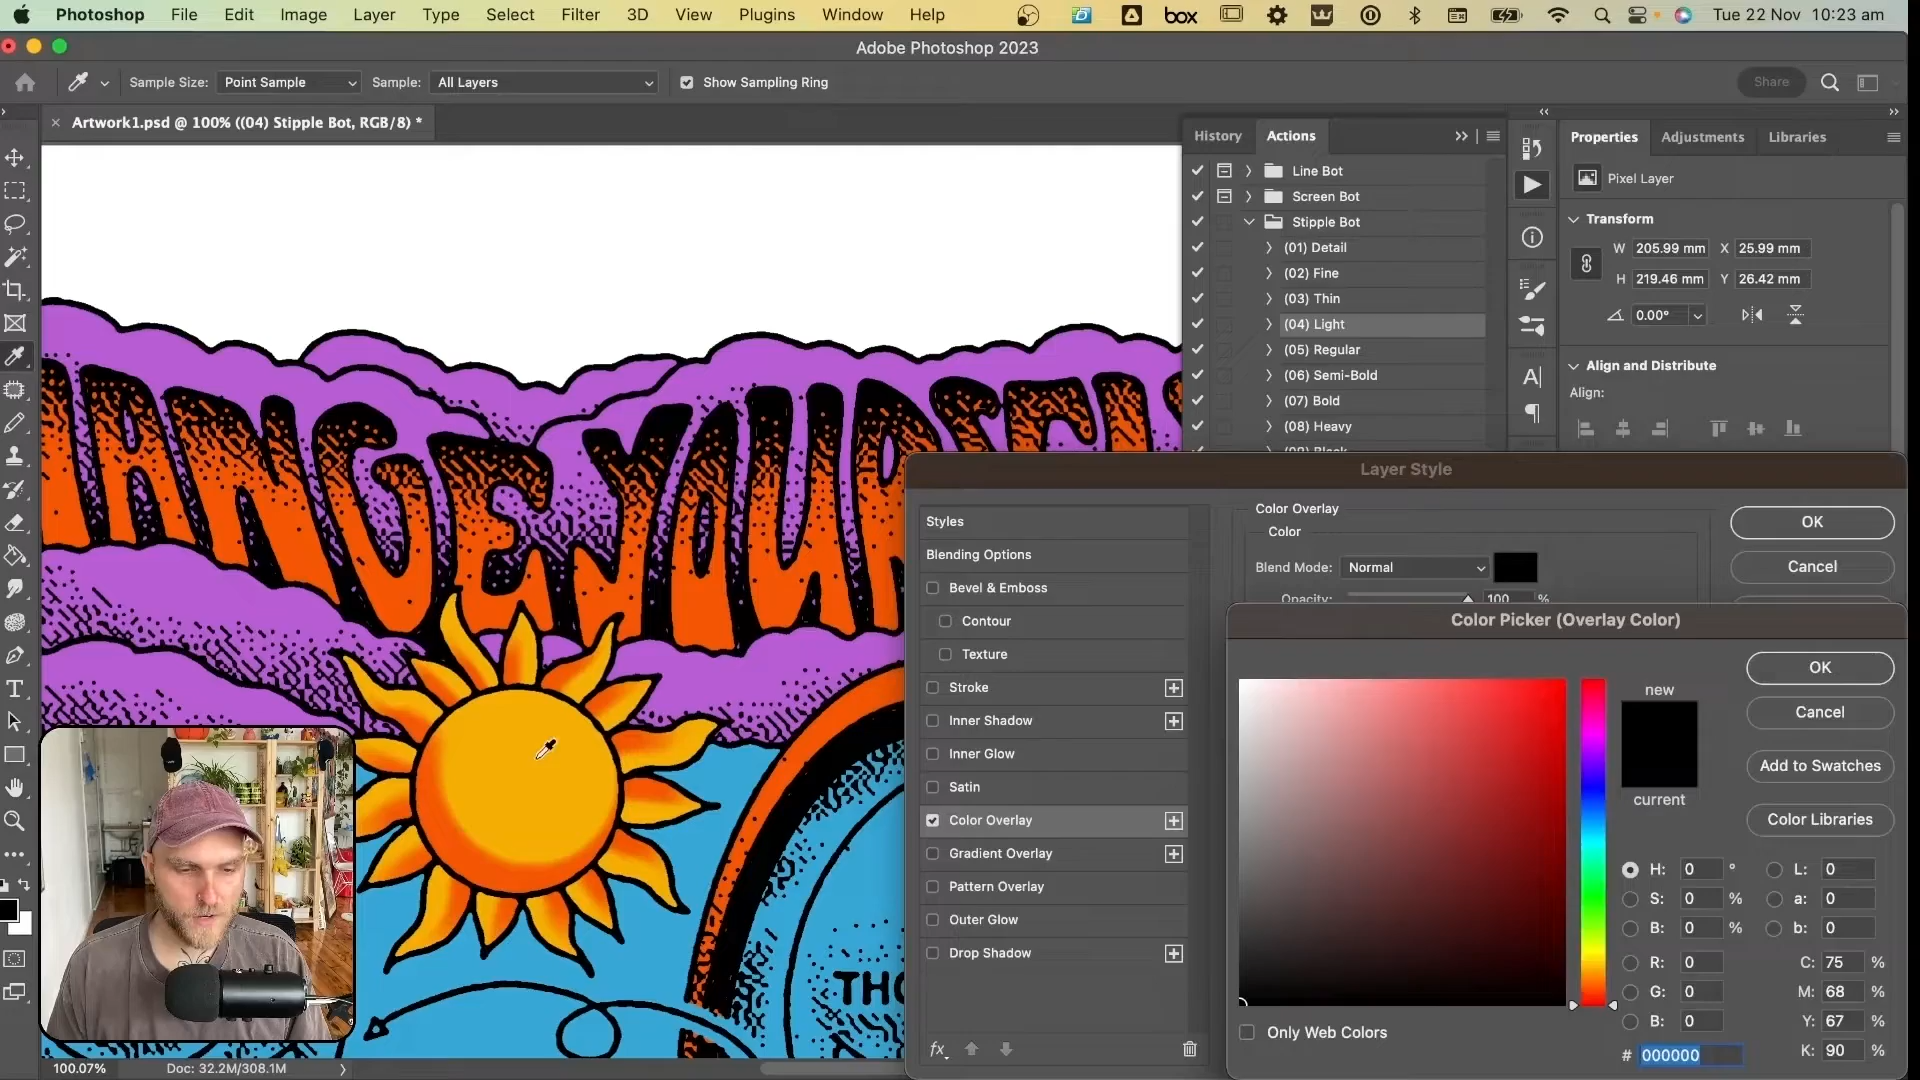 Photoshop File Edit Image Layer Type Select Filter 3D View Plugins Window Help box Tue 22 Nov 10:23 am
Adobe Photoshop 2023
Sample Size: Point Sample Sample: All Layers Show Sampling Ring Share
Artwork1.psd @ 100% ((04) Stipple Bot, RGB/8) *
History Actions
Line Bot
Screen Bot
Stipple Bot
(01) Detail
(02) Fine
(03) Thin
(04) Light
(05) Regular
(06) Semi-Bold
(07) Bold
(08) Heavy
Properties Adjustments Libraries
Pixel Layer
Transform
W 205.99 mm X 25.99 mm
H 219.46 mm Y 26.42 mm
0.00°
Align and Distribute
Align:
ANGE YOURSELF
THO
Layer Style
Styles
Blending Options
Bevel & Emboss
Contour
Texture
Stroke
Inner Shadow
Inner Glow
Satin
Color Overlay
Gradient Overlay
Pattern Overlay
Outer Glow
Drop Shadow
fx
Color Overlay
Color
Blend Mode: Normal
Opacity: 100 %
OK
Cancel
Color Picker (Overlay Color)
new
current
OK
Cancel
Add to Swatches
Color Libraries
H: 0 ° L: 0
S: 0 % a: 0
B: 0 % b: 0
R: 0 C: 75 %
G: 0 M: 68 %
B: 0 Y: 67 %
# 000000 K: 90 %
Only Web Colors
100.07% Doc: 32.2M/308.1M